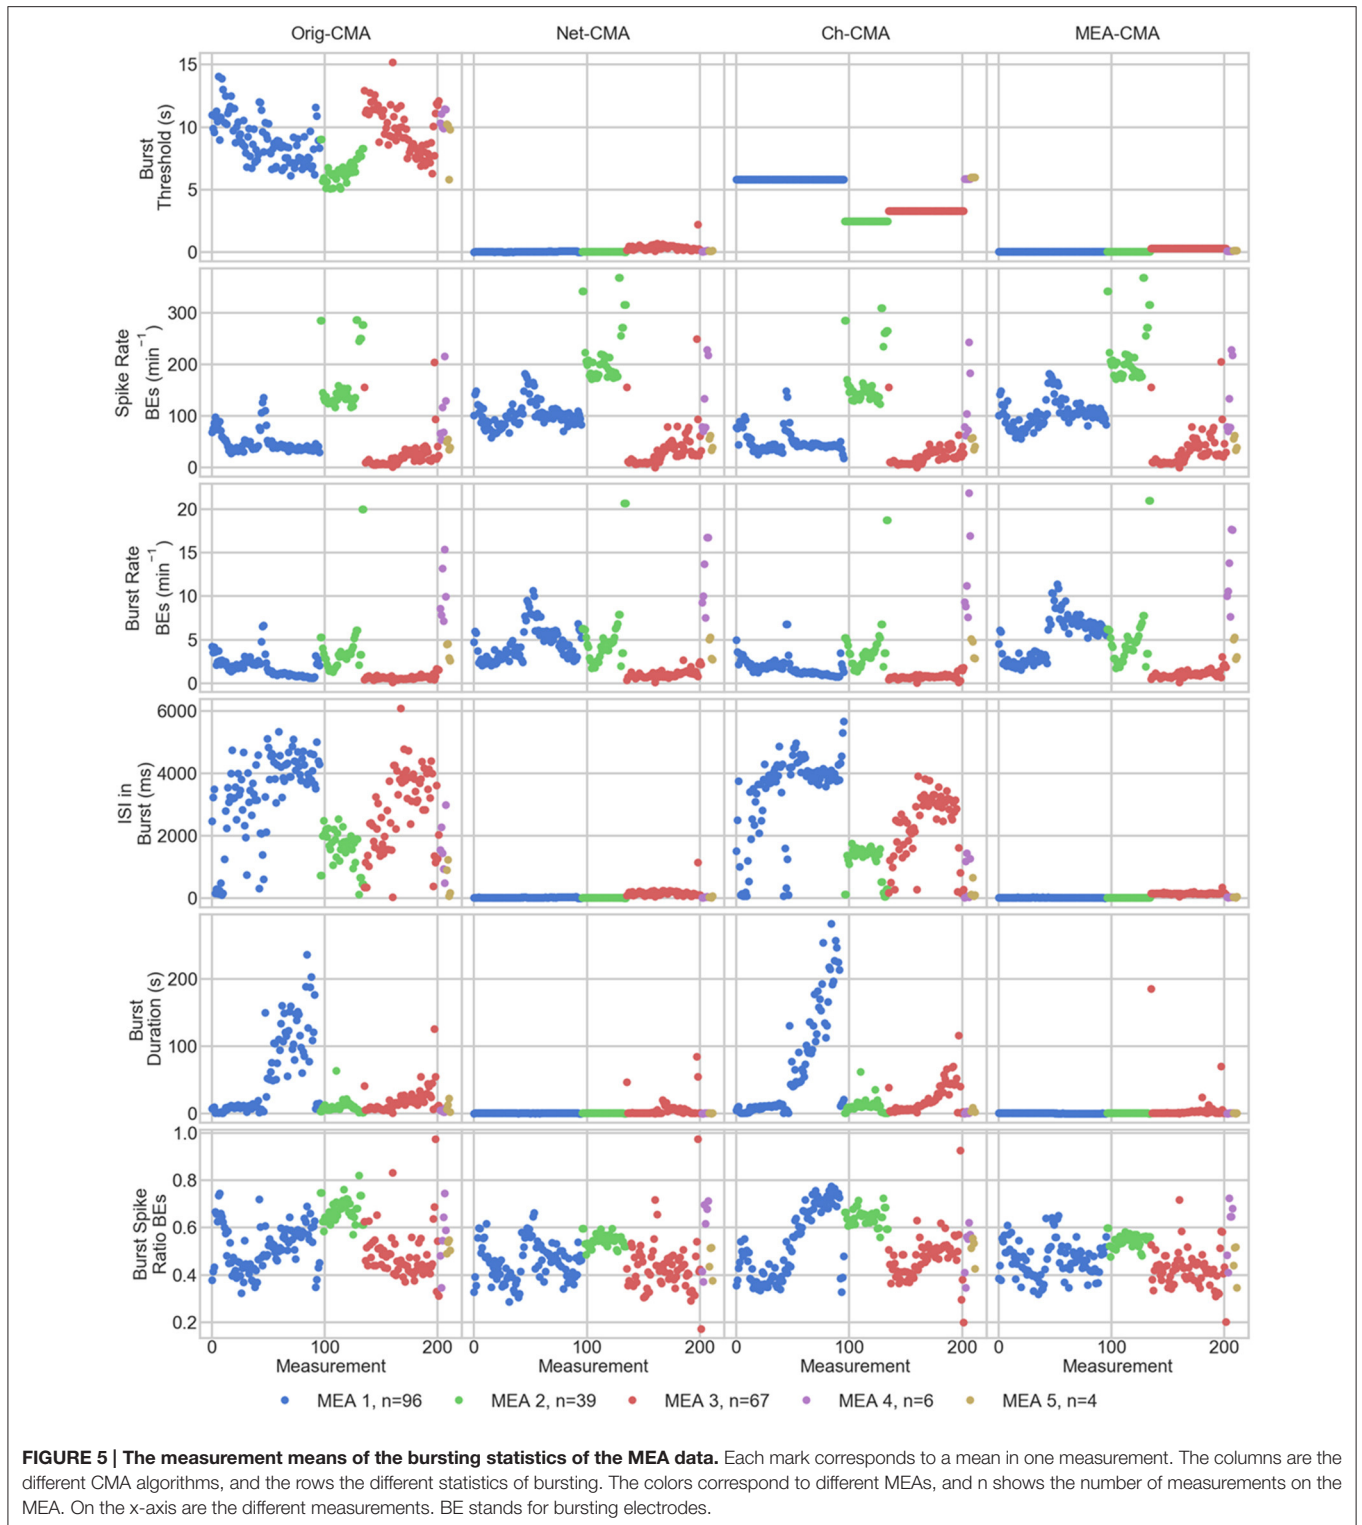 Orig-CMA Net-CMA Ch-CMA MEA-CMA
Burst
Threshold (s)
15
10
5
0
Spike Rate
BEs (min⁻¹)
300
200
100
0
Burst Rate
BEs (min⁻¹)
20
15
10
5
0
ISI in
Burst (ms)
6000
4000
2000
0
Burst
Duration (s)
200
100
0
Burst Spike
Ratio BEs
1.0
0.8
0.6
0.4
0.2
0 100 200 0 100 200 0 100 200 0 100 200
Measurement Measurement Measurement Measurement
MEA 1, n=96 MEA 2, n=39 MEA 3, n=67 MEA 4, n=6 MEA 5, n=4
FIGURE 5 | The measurement means of the bursting statistics of the MEA data. Each mark corresponds to a mean in one measurement. The columns are the
different CMA algorithms, and the rows the different statistics of bursting. The colors correspond to different MEAs, and n shows the number of measurements on the
MEA. On the x-axis are the different measurements. BE stands for bursting electrodes.